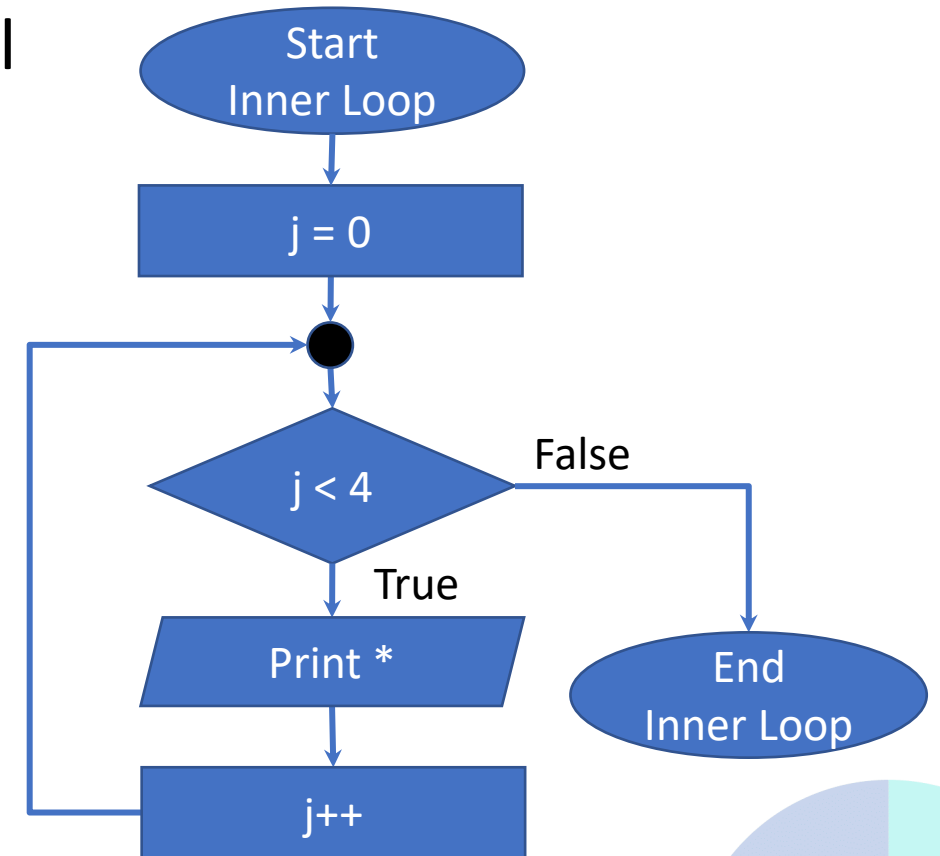 Start
Inner Loop
j = 0
j < 4
False
True
Print *
End
Inner Loop
j++